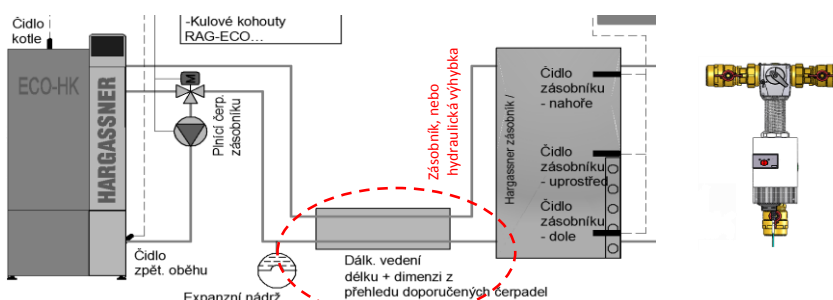 Čidlo
kotle
-Kulové kohouty
RAG-ECO...
ECO-HK
HARGASSNER
M
Plnící čerp.
zásobníku
Čidlo
zpět. oběhu
Expanzní nádrž
Zásobník, nebo
hydraulická výhybka
Dálk. vedení
délku + dimenzi z
přehledu doporučených čerpadel
Hargassner zásobník /
Čidlo
zásobníku
- nahoře
Čidlo
zásobníku
- uprostřed
Čidlo
zásobníku
- dole